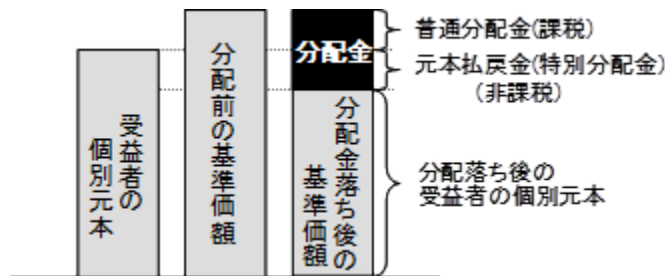 受益者の
個別元本
分配前の基準価額
分配金
分配金落ち後の
基準価額
普通分配金(課税)
元本払戻金(特別分配金)
(非課税)
分配落ち後の
受益者の個別元本